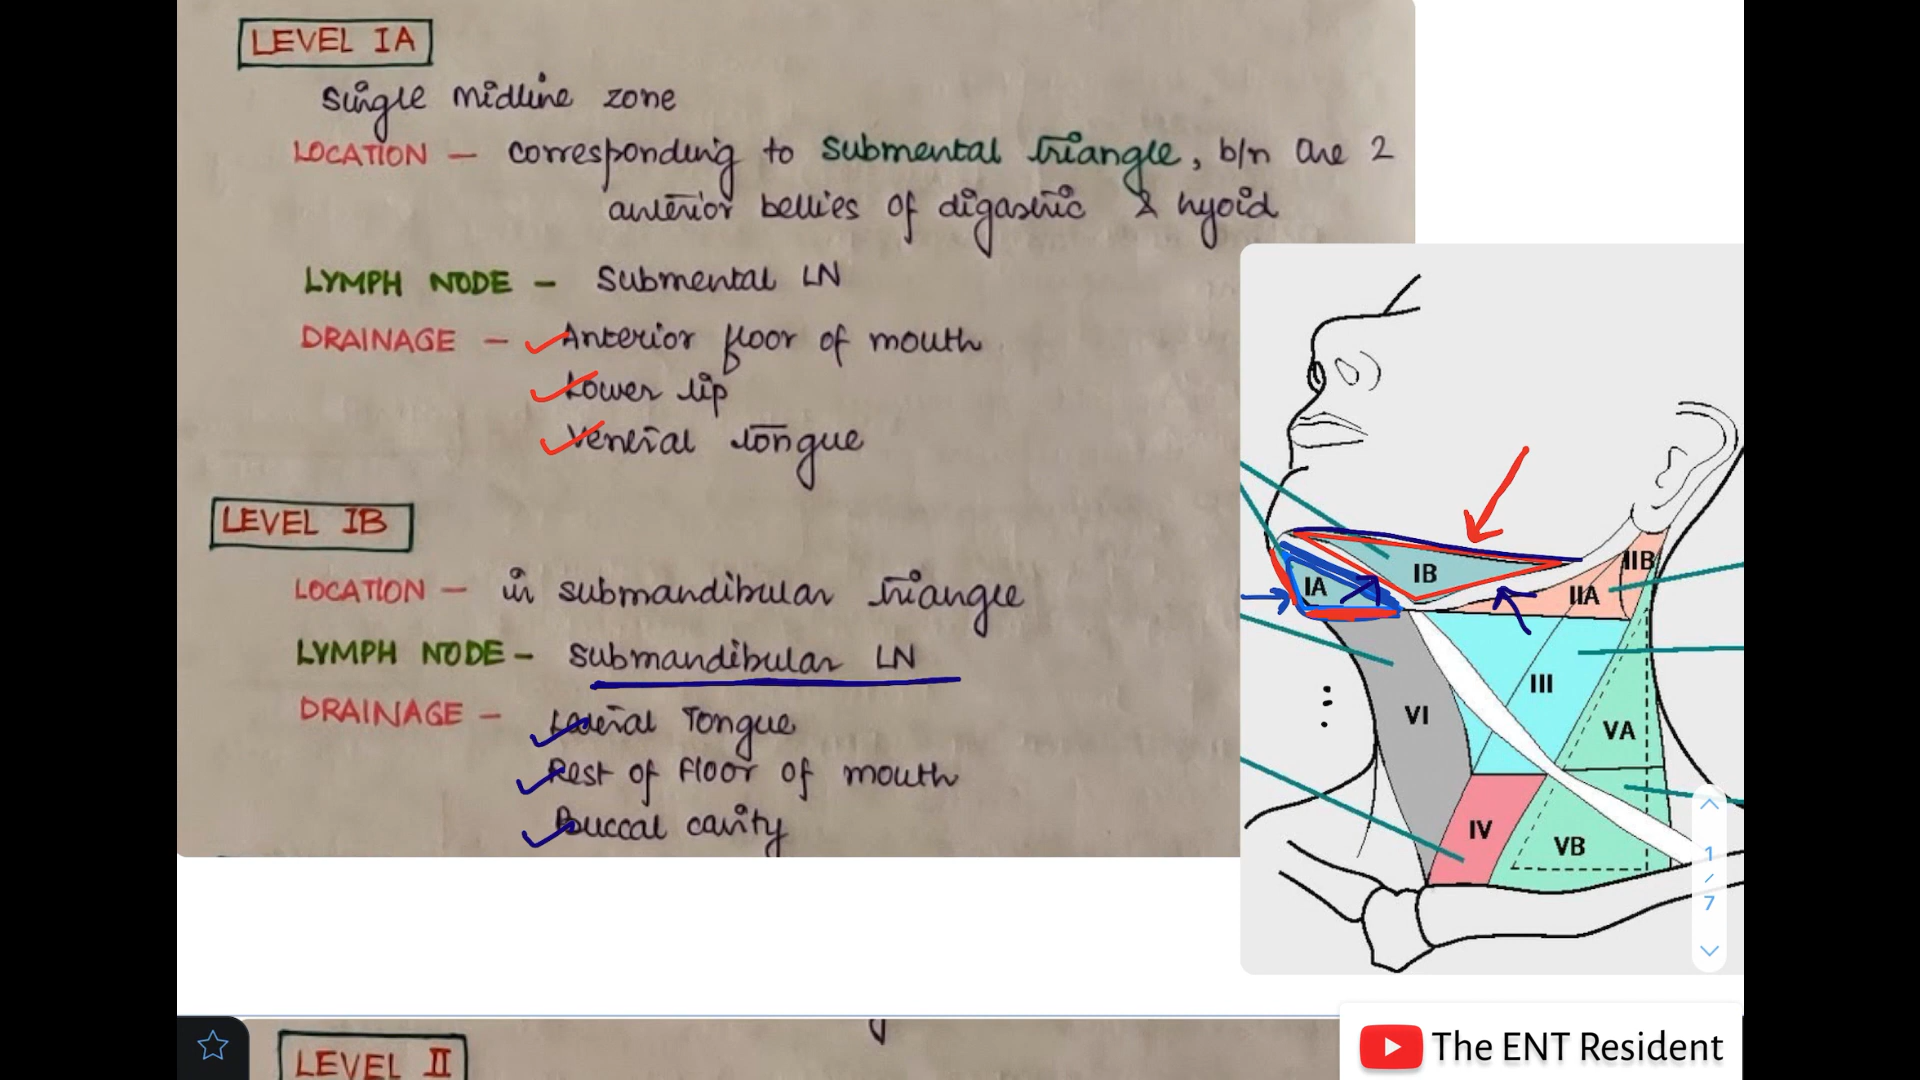 LEVEL IA
Single midline zone
LOCATION — corresponding to Submental Triangle, b/n the 2
anterior bellies of digastric & hyoid
LYMPH NODE - Submental LN
DRAINAGE - Anterior floor of mouth
Lower lip
Ventral tongue
LEVEL IB
LOCATION - in submandibular triangle
LYMPH NODE - Submandibular LN
DRAINAGE - Lateral Tongue
Rest of floor of mouth
Buccal cavity
IA
IB
IIA
IIB
III
VI
VA
IV
VB
1
/
7
LEVEL II
The ENT Resident